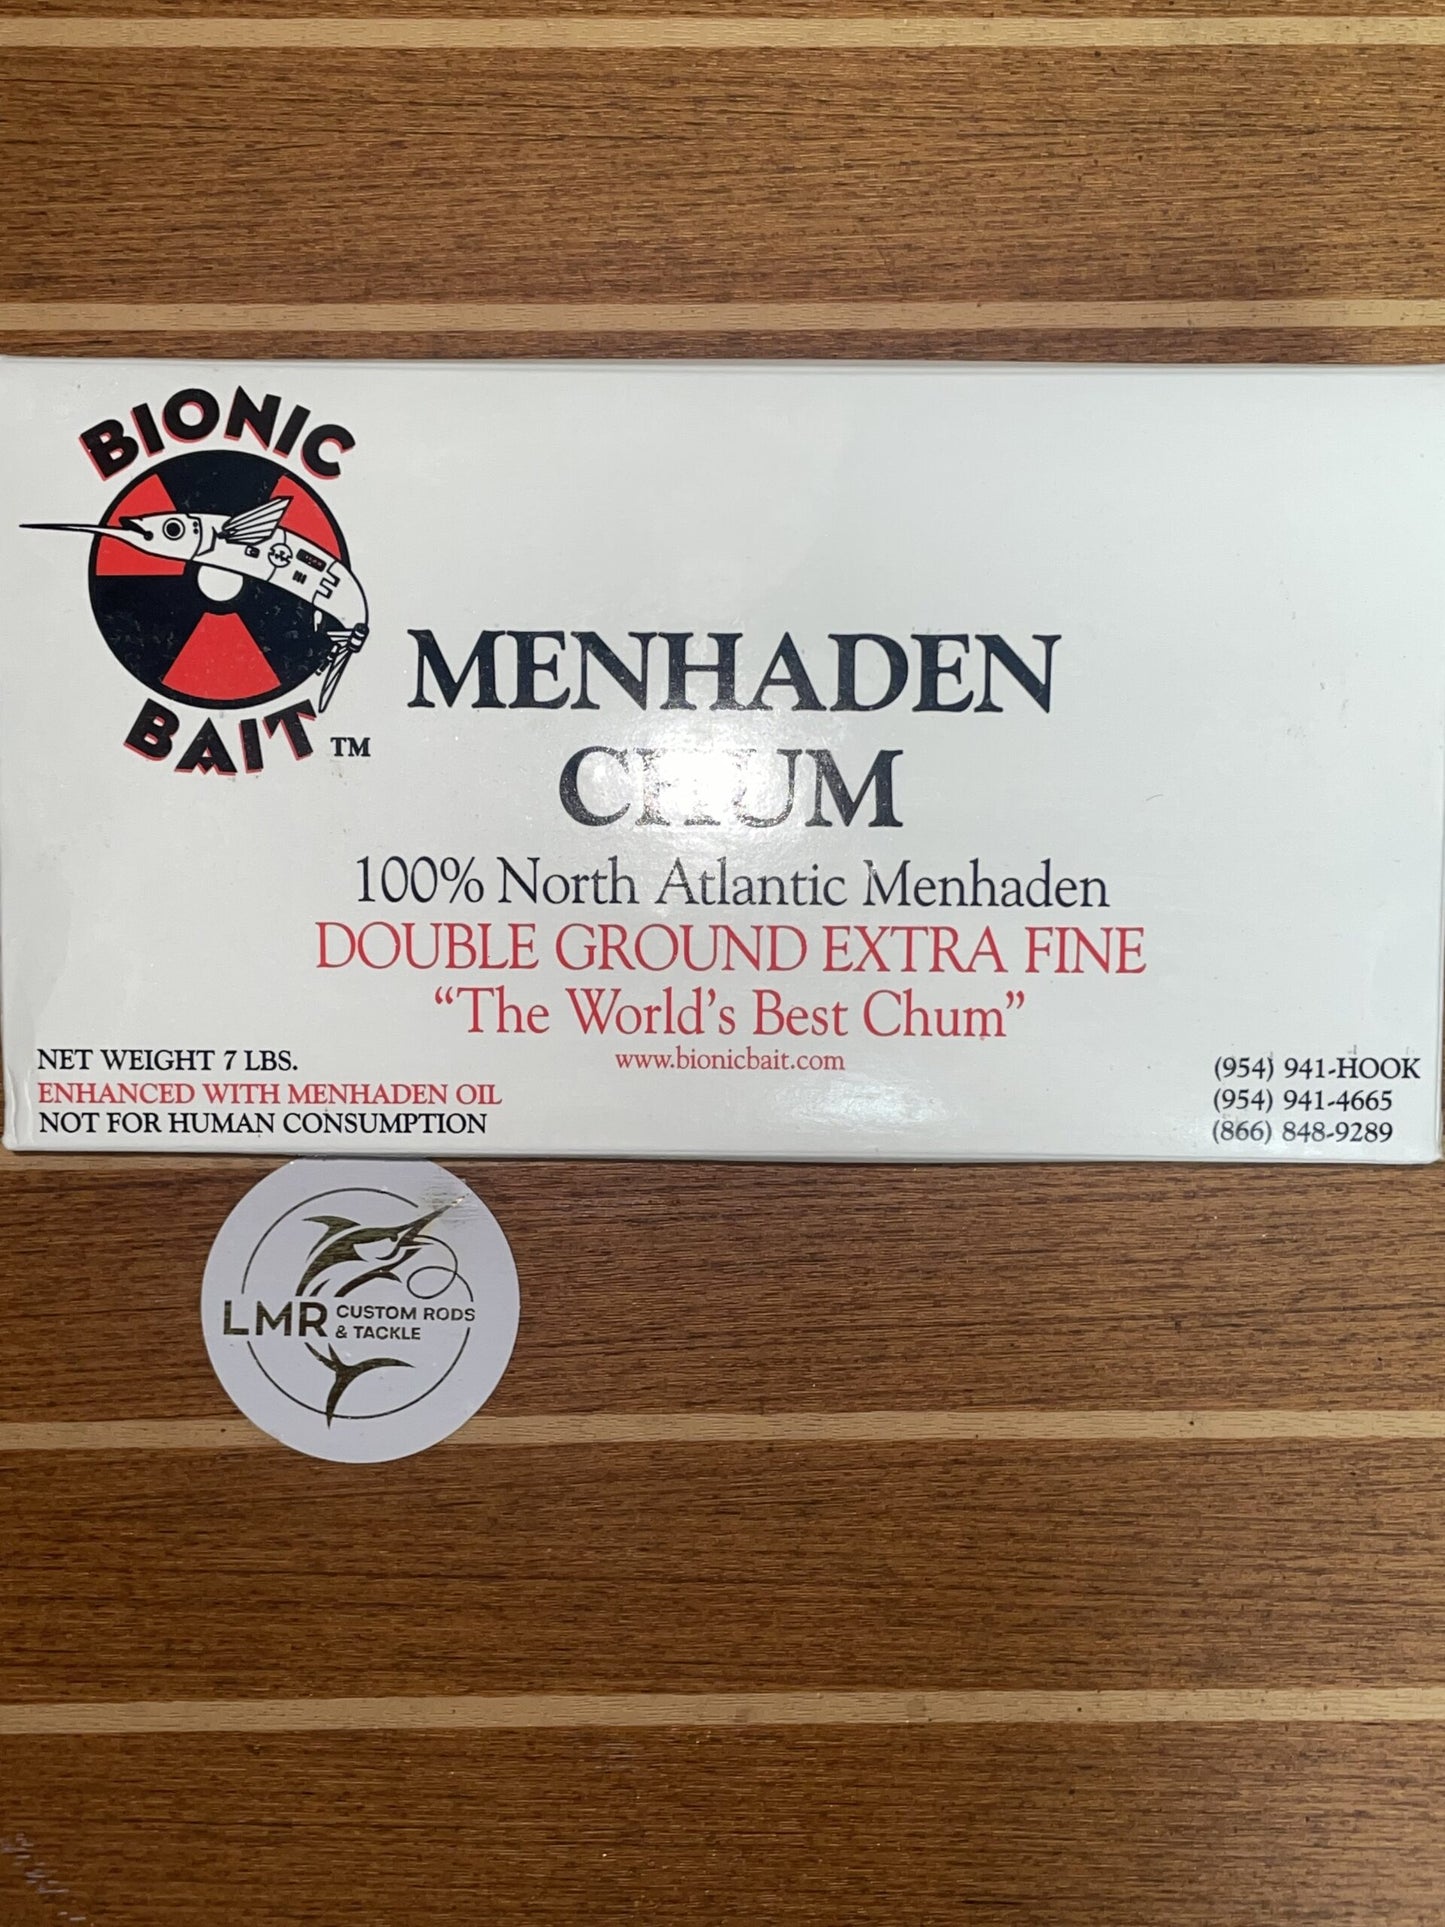 BIONIC
BAIT TM
MENHADEN
CHUM
100% North Atlantic Menhaden
DOUBLE GROUND EXTRA FINE
“The World’s Best Chum”
www.bionicbait.com
NET WEIGHT 7 LBS.
ENHANCED WITH MENHADEN OIL
NOT FOR HUMAN CONSUMPTION
(954) 941-HOOK
(954) 941-4665
(866) 848-9289
LMR CUSTOM RODS
& TACKLE